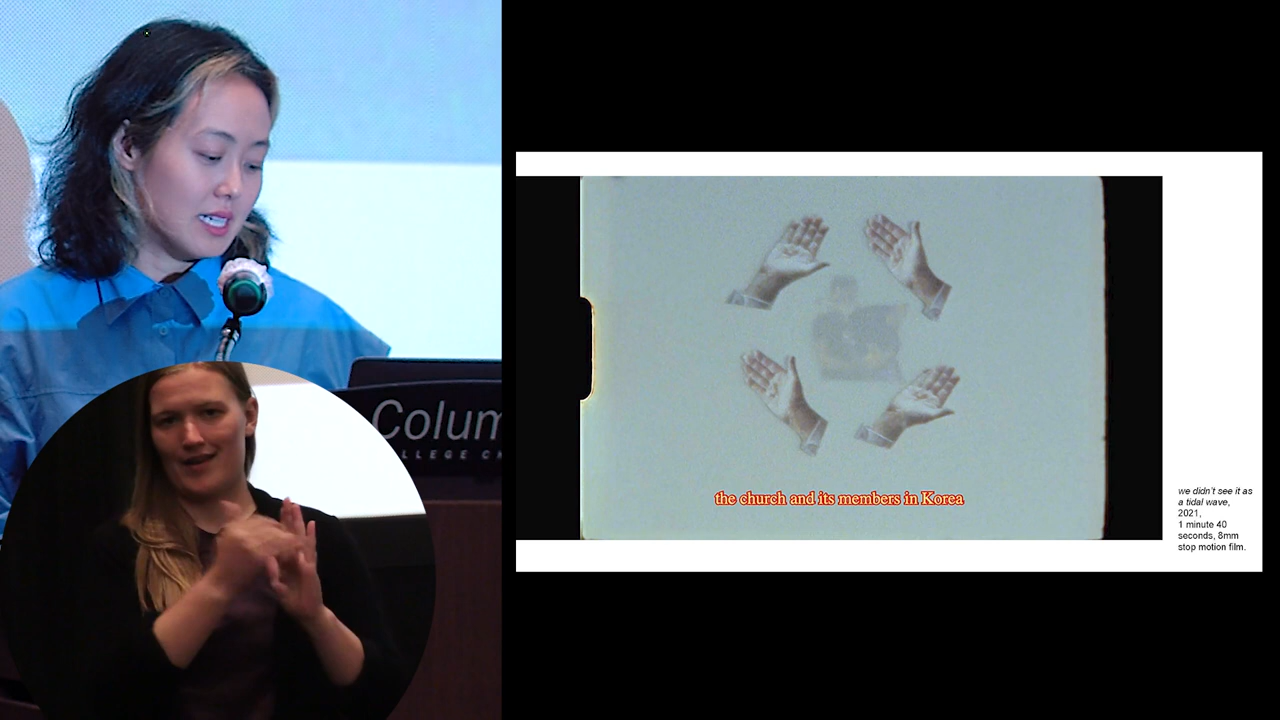 Colum
LLEGE CH
the church and its members in Korea
we didn't see it as
a tidal wave,
2021,
1 minute 40
seconds, 8mm
stop motion film.